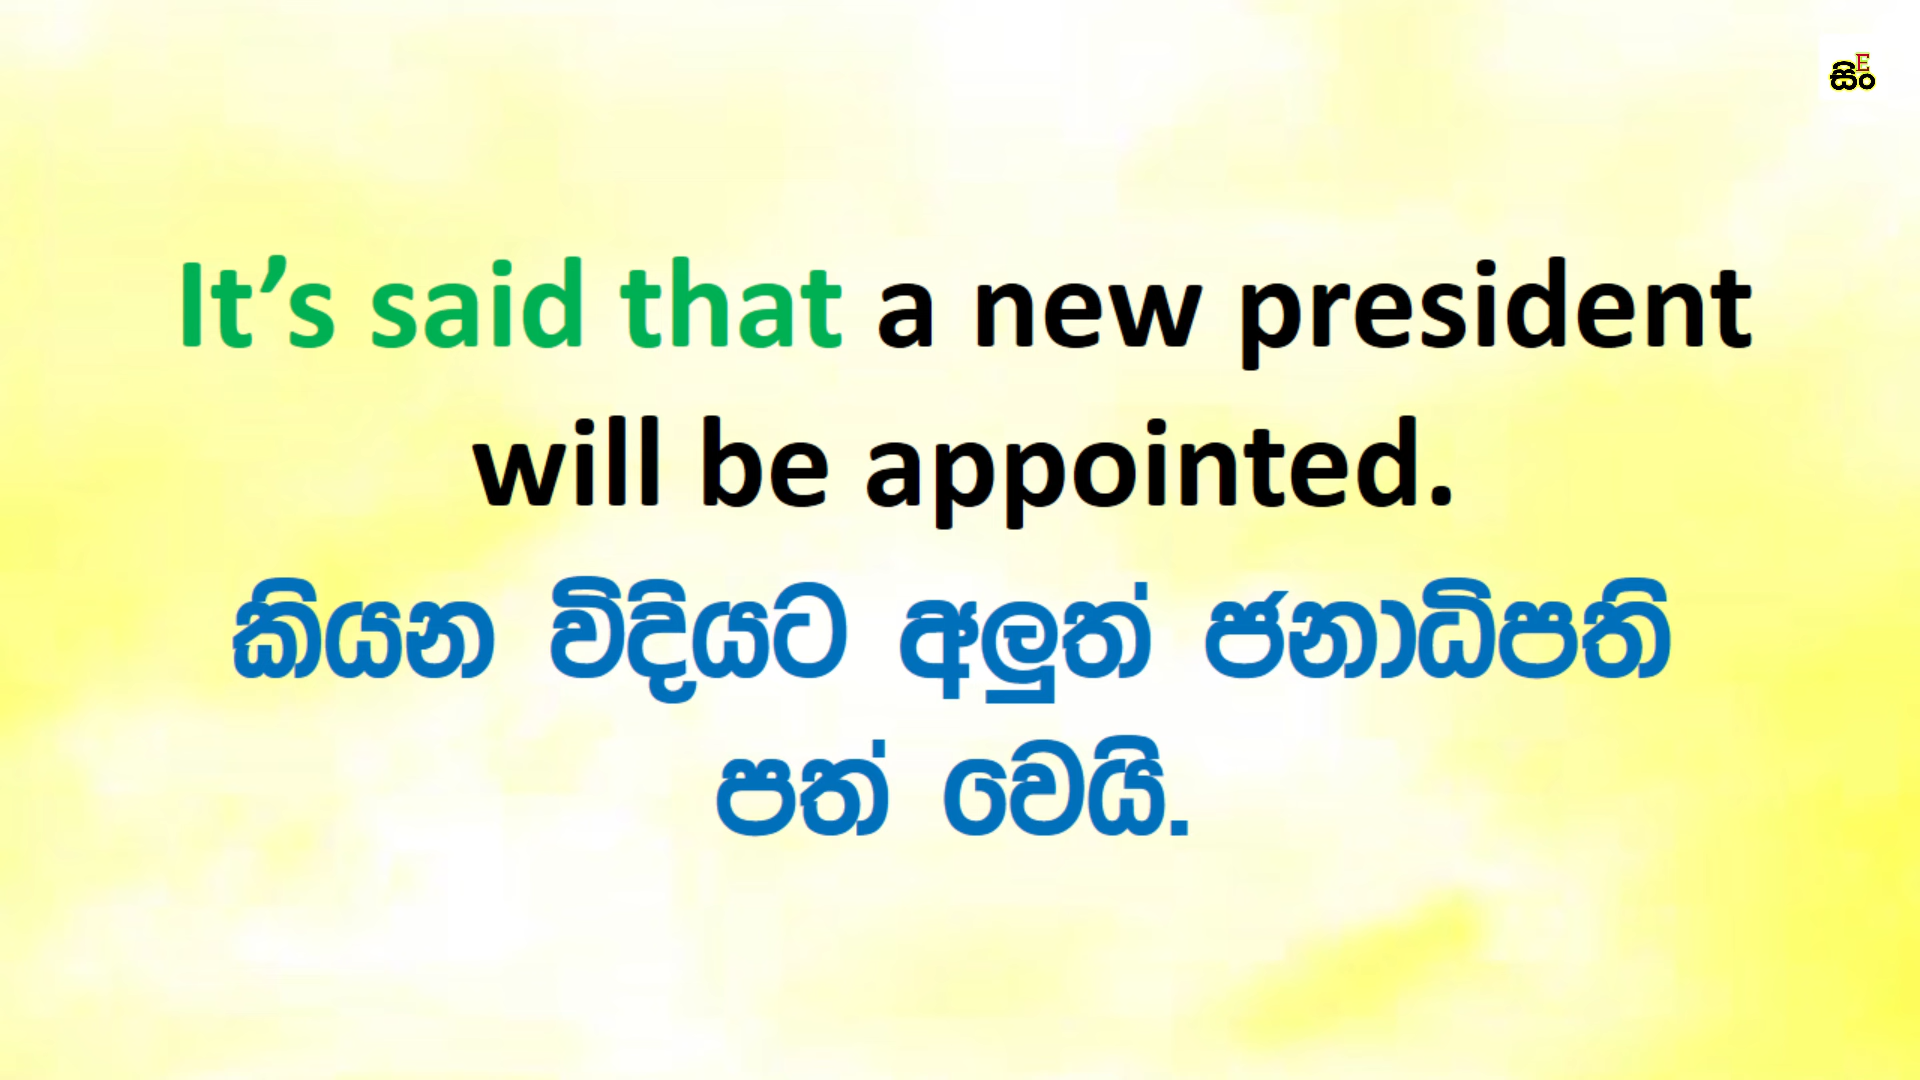 සිංE
It’s said that a new president
will be appointed.
කියන විදියට අලුත් ජනාධිපති
පත් වෙයි.